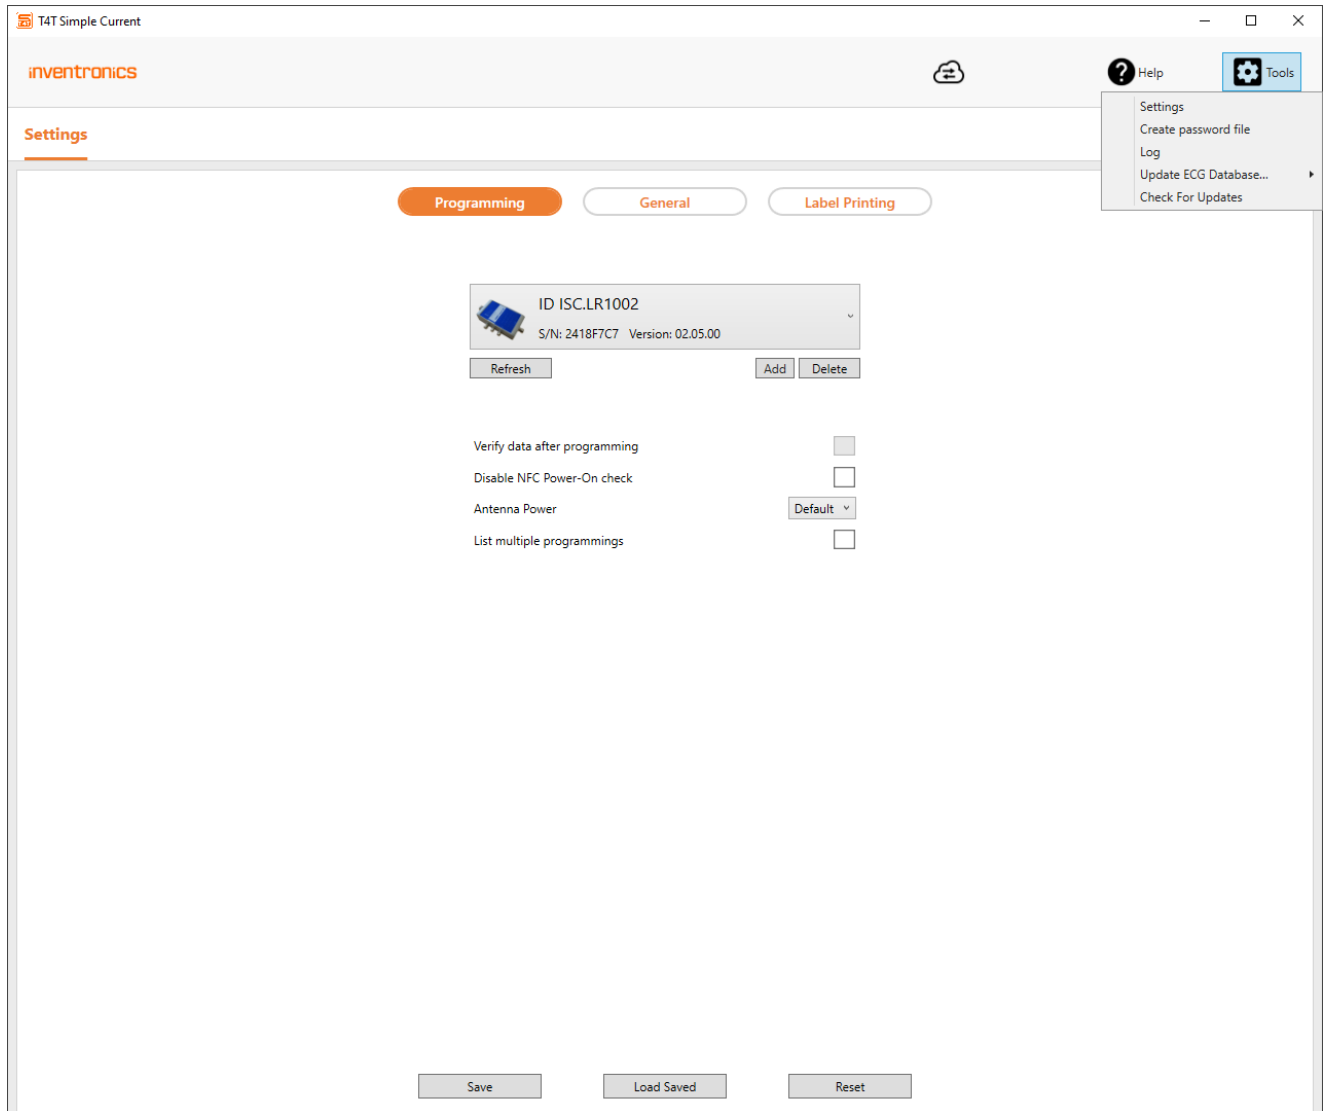 T4T Simple Current
inventronics
Help
Tools
Settings
Create password file
Log
Update ECG Database...
Check For Updates
Settings
Programming General Label Printing
ID ISC.LR1002
S/N: 2418F7C7 Version: 02.05.00
Refresh Add Delete
Verify data after programming
Disable NFC Power-On check
Antenna Power Default
List multiple programmings
Save Load Saved Reset